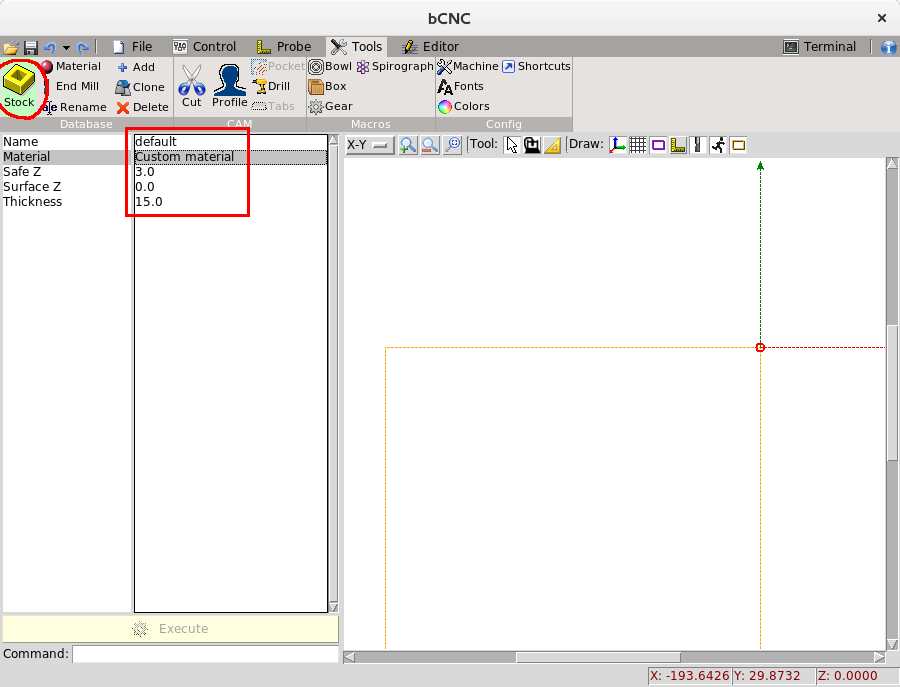 bCNC
File Control Probe Tools Editor Terminal
Material Add Pocket Bowl Spirograph Machine Shortcuts
End Mill Clone Drill Box Fonts
Stock Rename Delete Cut Profile Tabs Gear Colors
Database CAM Macros Config
Name default
Material Custom material
Safe Z 3.0
Surface Z 0.0
Thickness 15.0
X-Y Tool: Draw:
Execute
Command:
X: -193.6426 Y: 29.8732 Z: 0.0000